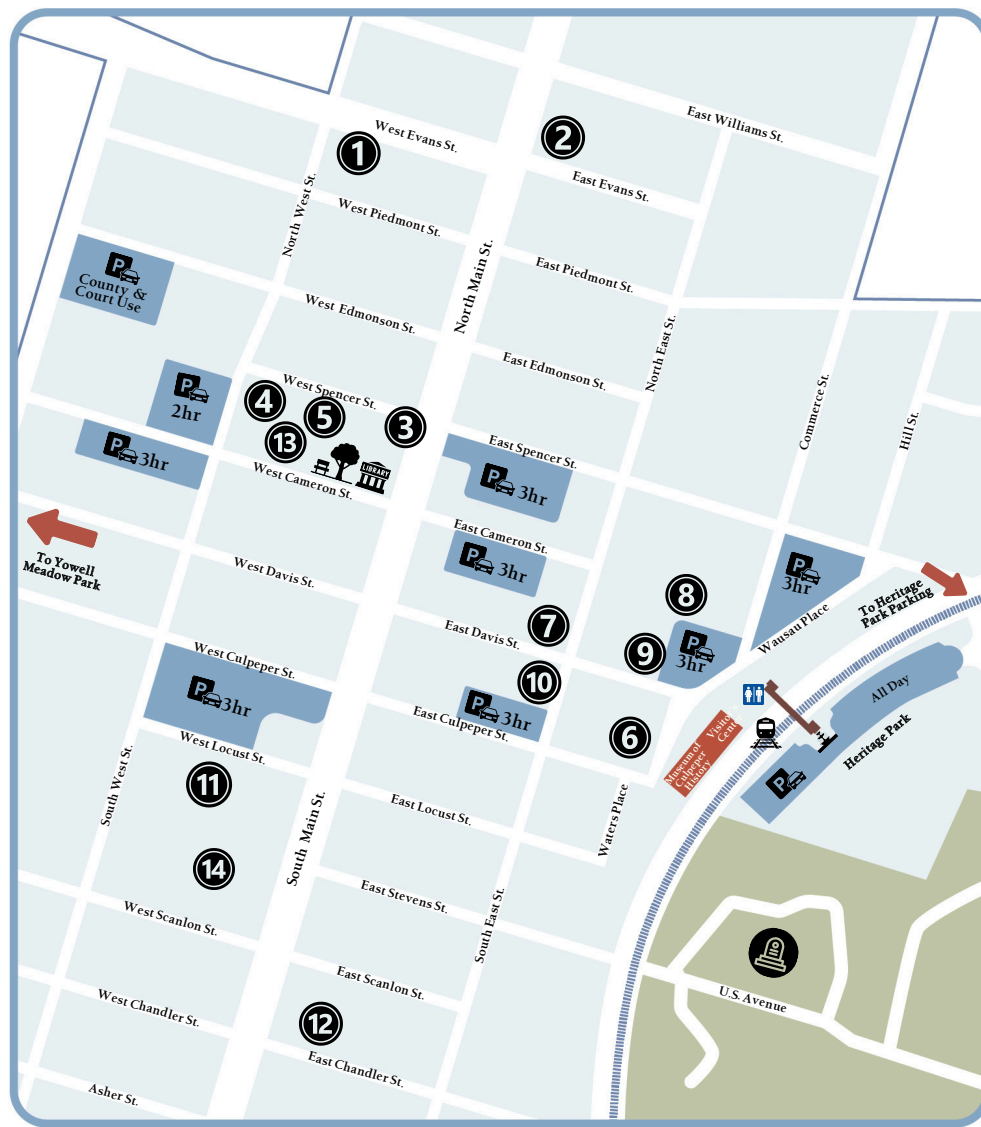 East Williams St.
West Evans St.
1
2
East Evans St.
North West St.
West Piedmont St.
East Piedmont St.
P
County &
Court Use
West Edmonson St.
North Main St.
East Edmonson St.
North East St.
Commerce St.
Hill St.
P
2hr
West Spencer St.
4
5
3
13
LIBRARY
P
3hr
West Cameron St.
East Spencer St.
P
3hr
To Yowell
Meadow Park
East Cameron St.
P
3hr
West Davis St.
East Davis St.
7
8
P
3hr
Wausau Place
To Heritage
Park Parking
9
P
3hr
West Culpeper St.
P
3hr
10
P
3hr
East Culpeper St.
6
Visito
Cent
Museum of
Culpeper
History
All Day
Heritage Park
P
West Locust St.
11
South West St.
South Main St.
East Locust St.
Waters Place
14
East Stevens St.
South East St.
West Scanlon St.
East Scanlon St.
U.S. Avenue
West Chandler St.
12
East Chandler St.
Asher St.